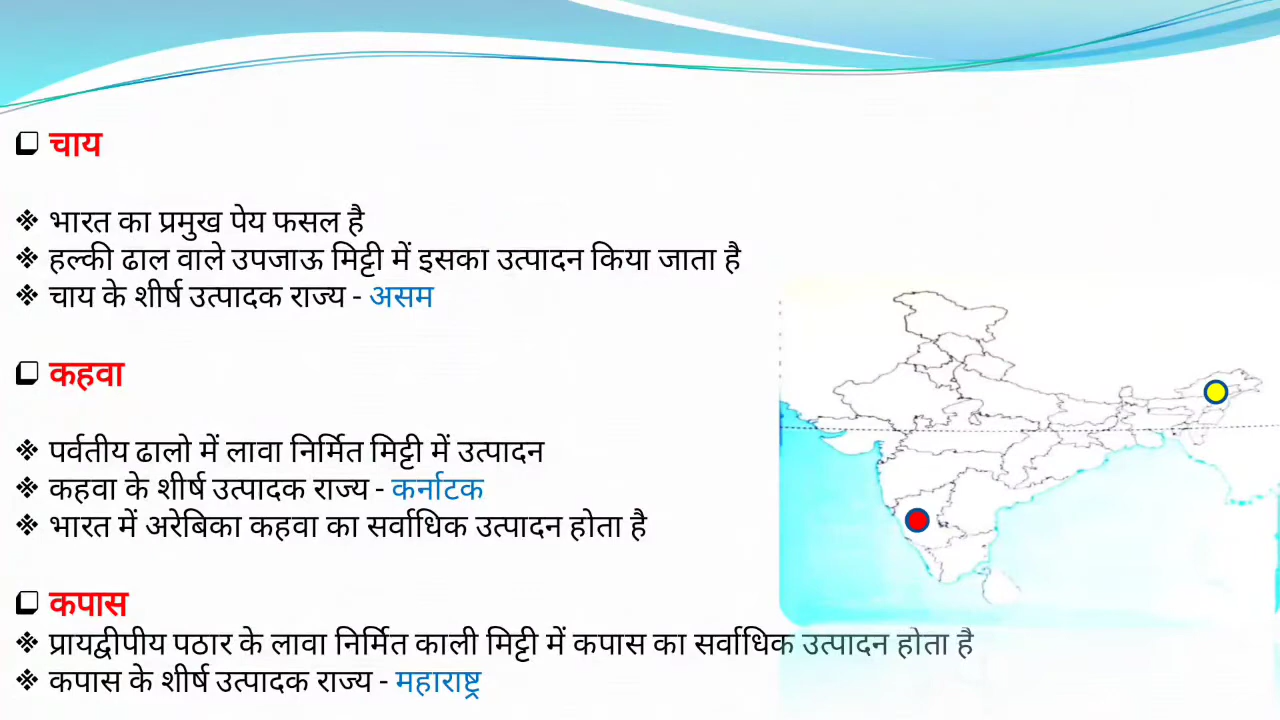 चाय
भारत का प्रमुख पेय फसल है
हल्की ढाल वाले उपजाऊ मिट्टी में इसका उत्पादन किया जाता है
चाय के शीर्ष उत्पादक राज्य - असम
कहवा
पर्वतीय ढालो में लावा निर्मित मिट्टी में उत्पादन
कहवा के शीर्ष उत्पादक राज्य - कर्नाटक
भारत में अरेबिका कहवा का सर्वाधिक उत्पादन होता है
कपास
प्रायद्वीपीय पठार के लावा निर्मित काली मिट्टी में कपास का सर्वाधिक उत्पादन होता है
कपास के शीर्ष उत्पादक राज्य - महाराष्ट्र